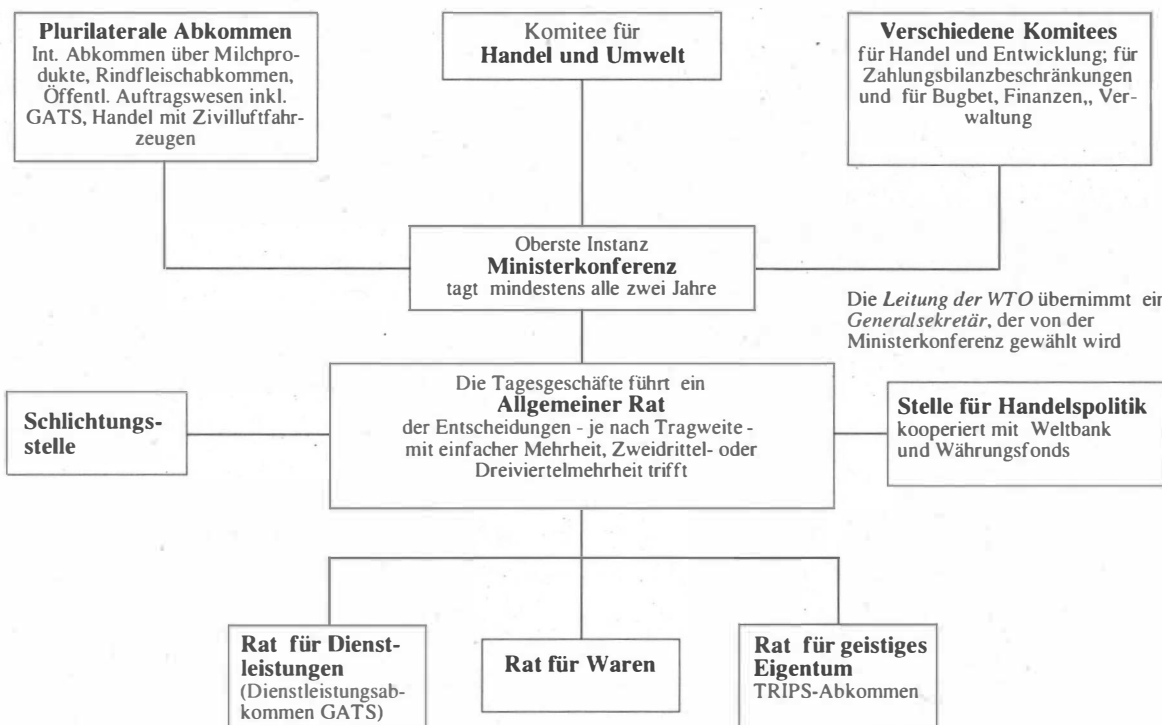 Plurilaterale Abkommen
Int. Abkommen über Milchpro-
dukte, Rindfleischabkommen,
Öffentl. Auftragswesen inkl.
GATS, Handel mit Zivilluftfahr-
zeugen
Komitee für
Handel und Umwelt
Verschiedene Komitees
für Handel und Entwicklung; für
Zahlungsbilanzbeschränkungen
und für Bugbet, Finanzen,, Ver-
waltung
Oberste Instanz
Ministerkonferenz
tagt mindestens alle zwei Jahre
Die Leitung der WTO übernimmt ein
Generalsekretär, der von der
Ministerkonferenz gewählt wird
Schlichtungs-
stelle
Die Tagesgeschäfte führt ein
Allgemeiner Rat
der Entscheidungen - je nach Tragweite -
mit einfacher Mehrheit, Zweidrittel- oder
Dreiviertelmehrheit trifft
Stelle für Handelspolitik
kooperiert mit Weltbank
und Währungsfonds
Rat für Dienst-
leistungen
(Dienstleistungsab-
kommen GATS)
Rat für Waren
Rat für geistiges
Eigentum
TRIPS-Abkommen